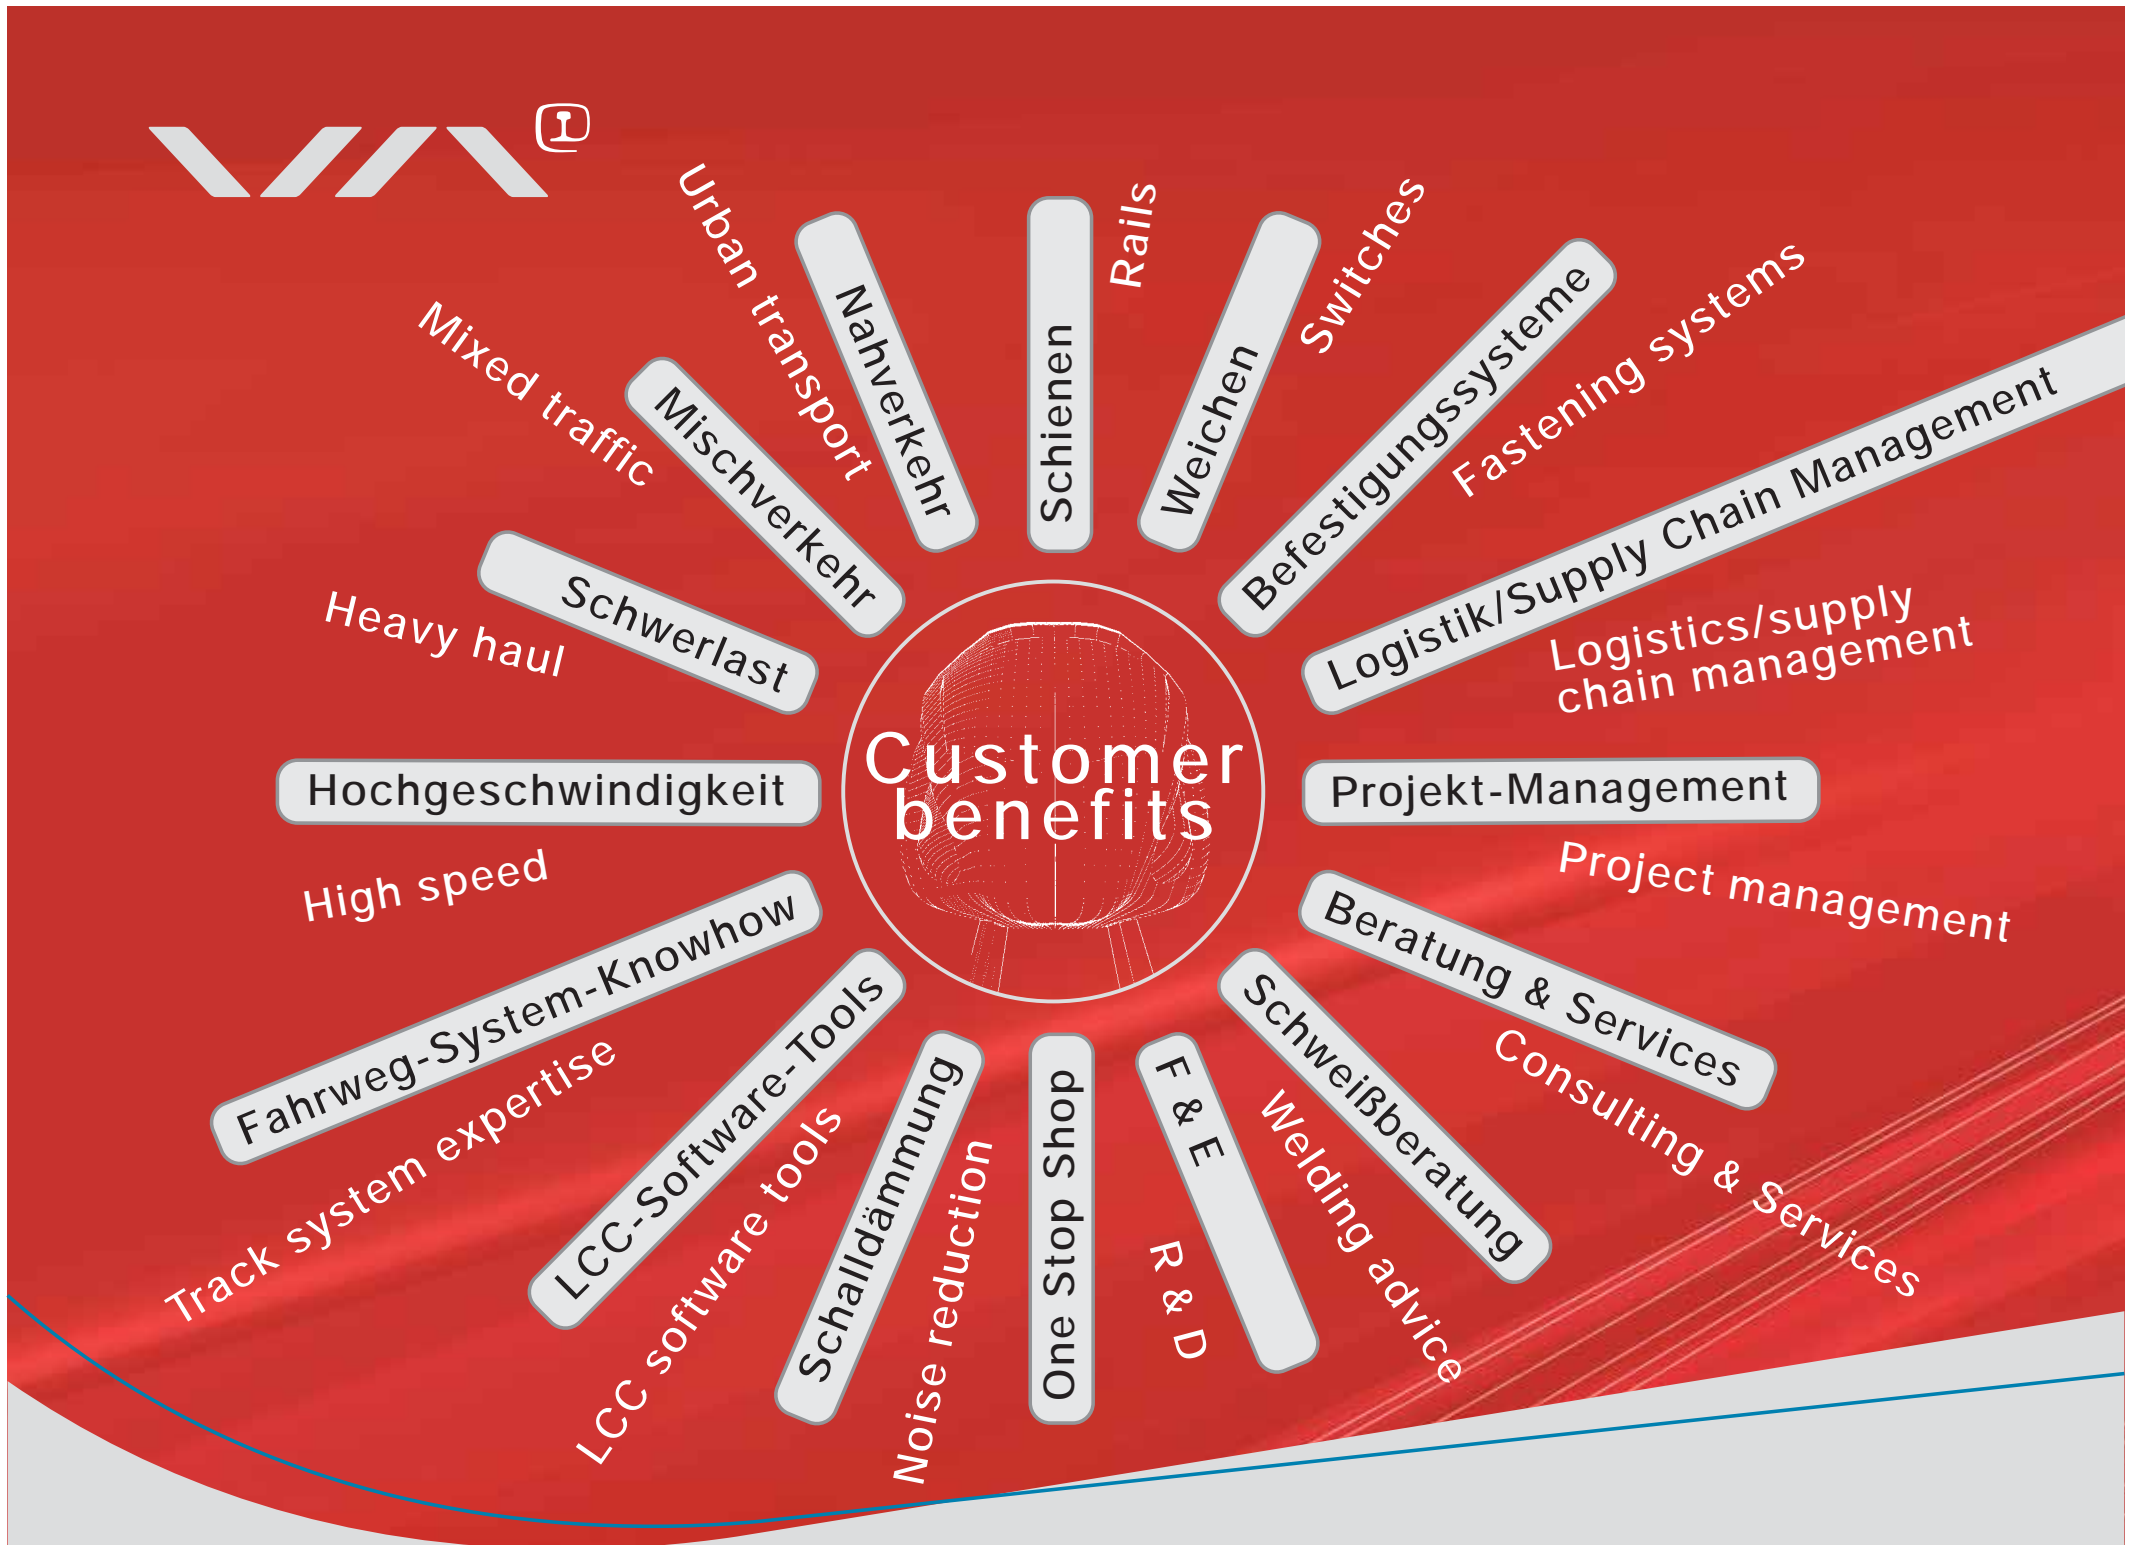 VIA
Schienen
Rails
Weichen
Switches
Befestigungssysteme
Fastening systems
Logistik/Supply Chain Management
Logistics/supply
chain management
Projekt-Management
Project management
Beratung & Services
Consulting & Services
Schweißberatung
Welding advice
F & E
R & D
One Stop Shop
Schalldämmung
Noise reduction
LCC-Software-Tools
LCC software tools
Fahrweg-System-Knowhow
Track system expertise
Hochgeschwindigkeit
High speed
Schwerlast
Heavy haul
Mischverkehr
Mixed traffic
Nahverkehr
Urban transport
Customer
benefits